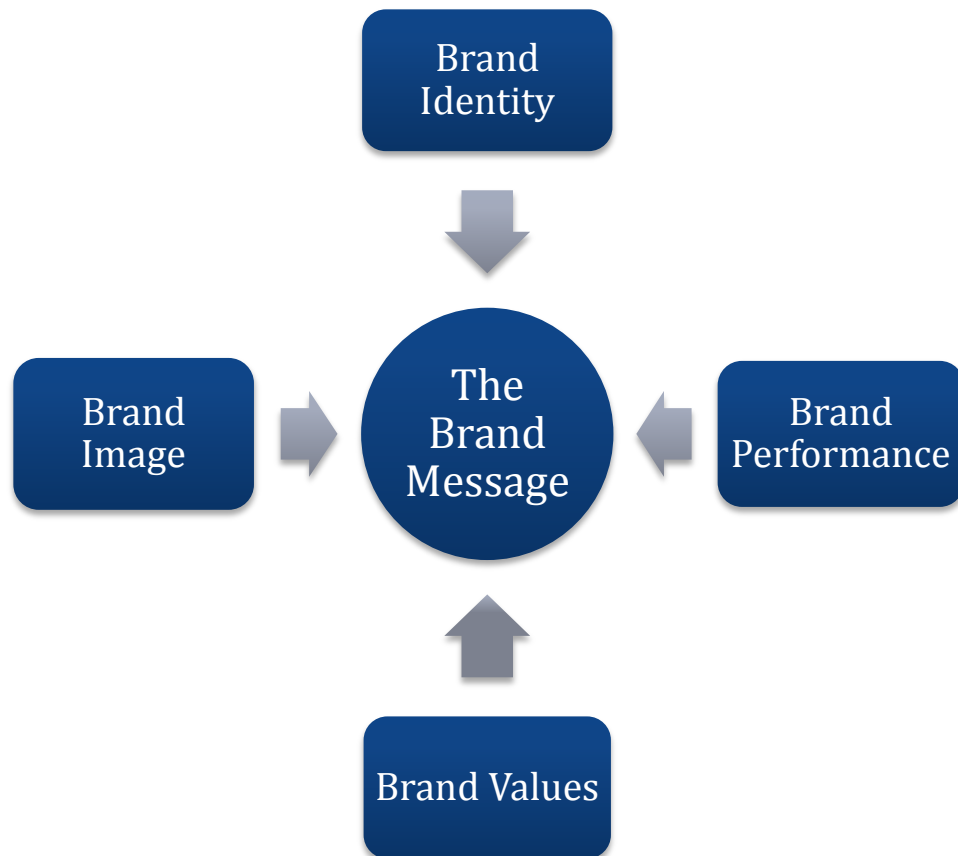 Brand
Identity
Brand
Image
The
Brand
Message
Brand
Performance
Brand Values